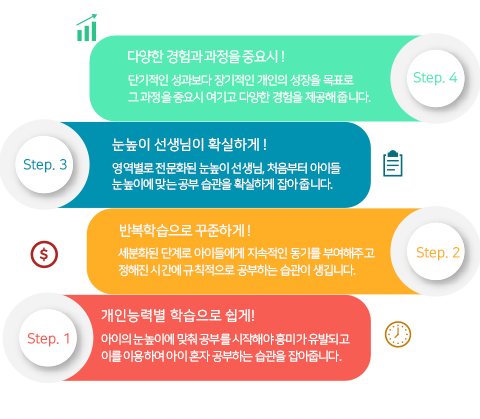 다양한 경험과 과정을 중요시 !
단기적인 성과보다 장기적인 개인의 성장을 목표로
그 과정을 중요시 여기고 다양한 경험을 제공해 줍니다.
Step. 4
눈높이 선생님이 확실하게 !
영역별로 전문화된 눈높이 선생님, 처음부터 아이들
눈높이에 맞는 공부 습관을 확실하게 잡아 줍니다.
Step. 3
반복학습으로 꾸준하게 !
세분화된 단계로 아이들에게 지속적인 동기를 부여해주고
정해진 시간에 규칙적으로 공부하는 습관이 생깁니다.
Step. 2
$
개인능력별 학습으로 쉽게!
아이의 눈높이에 맞춰 공부를 시작해야 흥미가 유발되고
이를 이용하여 아이 혼자 공부하는 습관을 잡아줍니다.
Step. 1